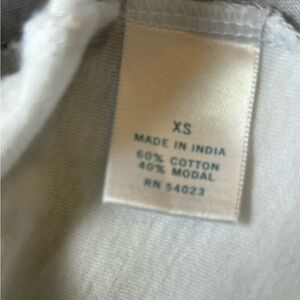 XS
MADE IN INDIA
60% COTTON
40% MODAL
RN 54023